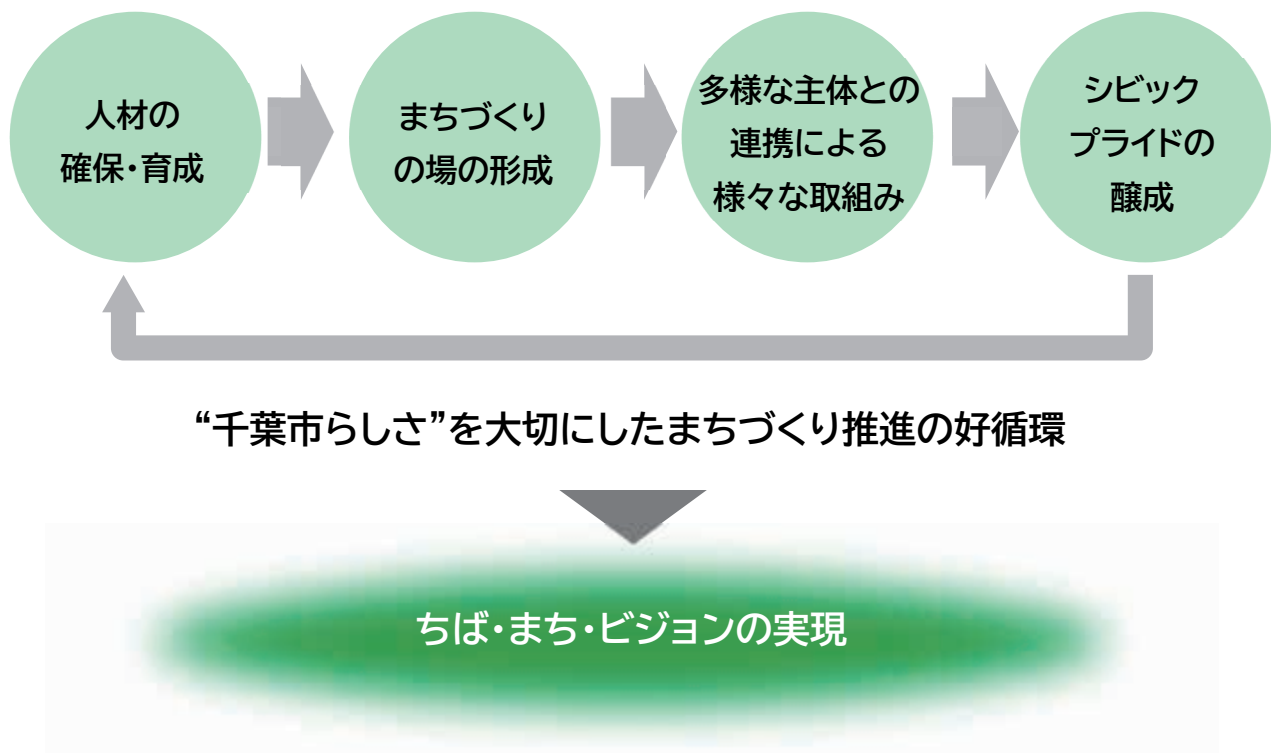 人材の
確保・育成
まちづくり
の場の形成
多様な主体との
連携による
様々な取組み
シビック
プライドの
醸成
“千葉市らしさ”を大切にしたまちづくり推進の好循環
ちば・まち・ビジョンの実現